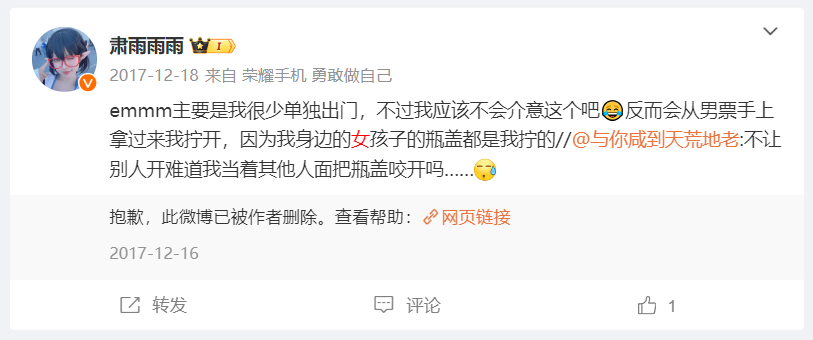 肃雨雨雨 I
2017-12-18 来自 荣耀手机 勇敢做自己
emmm主要是我很少单独出门，不过我应该不会介意这个吧😂反而会从男票手上
拿过来我拧开，因为我身边的女孩子的瓶盖都是我拧的//@与你咸到天荒地老:不让
别人开难道我当着其他人面把瓶盖咬开吗......😥
抱歉，此微博已被作者删除。查看帮助： 网页链接
2017-12-16
转发 评论 1